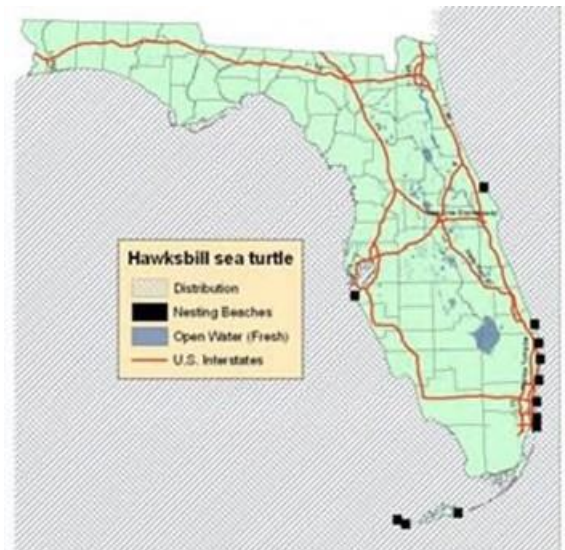 Hawksbill sea turtle
Distribution
Nesting Beaches
Open Water (Fresh)
U.S. Interstates